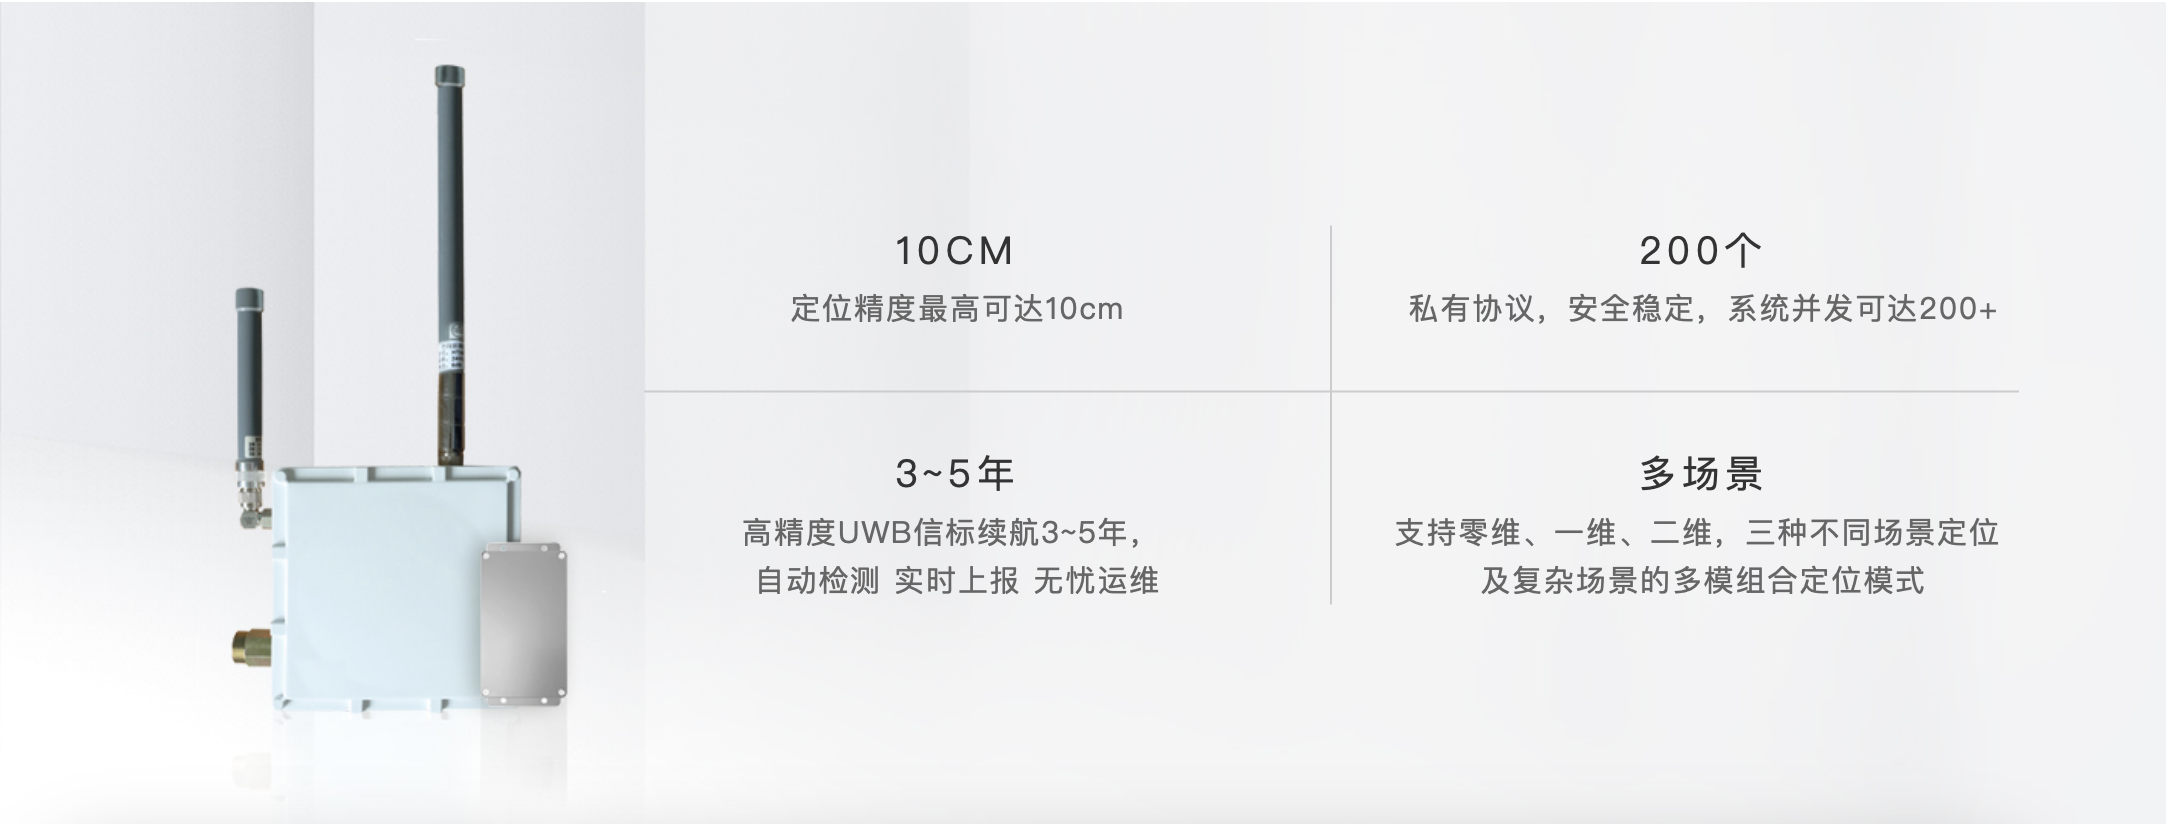 10CM
定位精度最高可达10cm
200个
私有协议，安全稳定，系统并发可达200+
3~5年
高精度UWB信标续航3~5年，
自动检测 实时上报 无忧运维
多场景
支持零维、一维、二维，三种不同场景定位
及复杂场景的多模组合定位模式